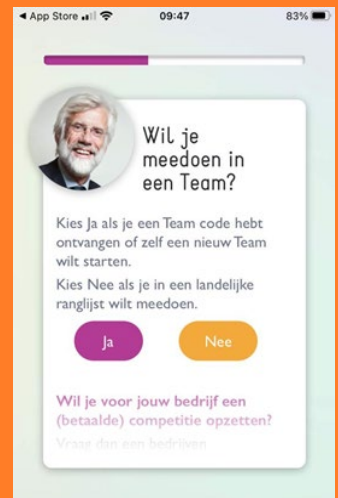 ◀ App Store 09:47 83%
Wil je
meedoen in
een Team?
Kies Ja als je een Team code hebt
ontvangen of zelf een nieuw Team
wilt starten.
Kies Nee als je in een landelijke
ranglijst wilt meedoen.
Ja Nee
Wil je voor jouw bedrijf een
(betaalde) competitie opzetten?
Vraag dan een bedrijven